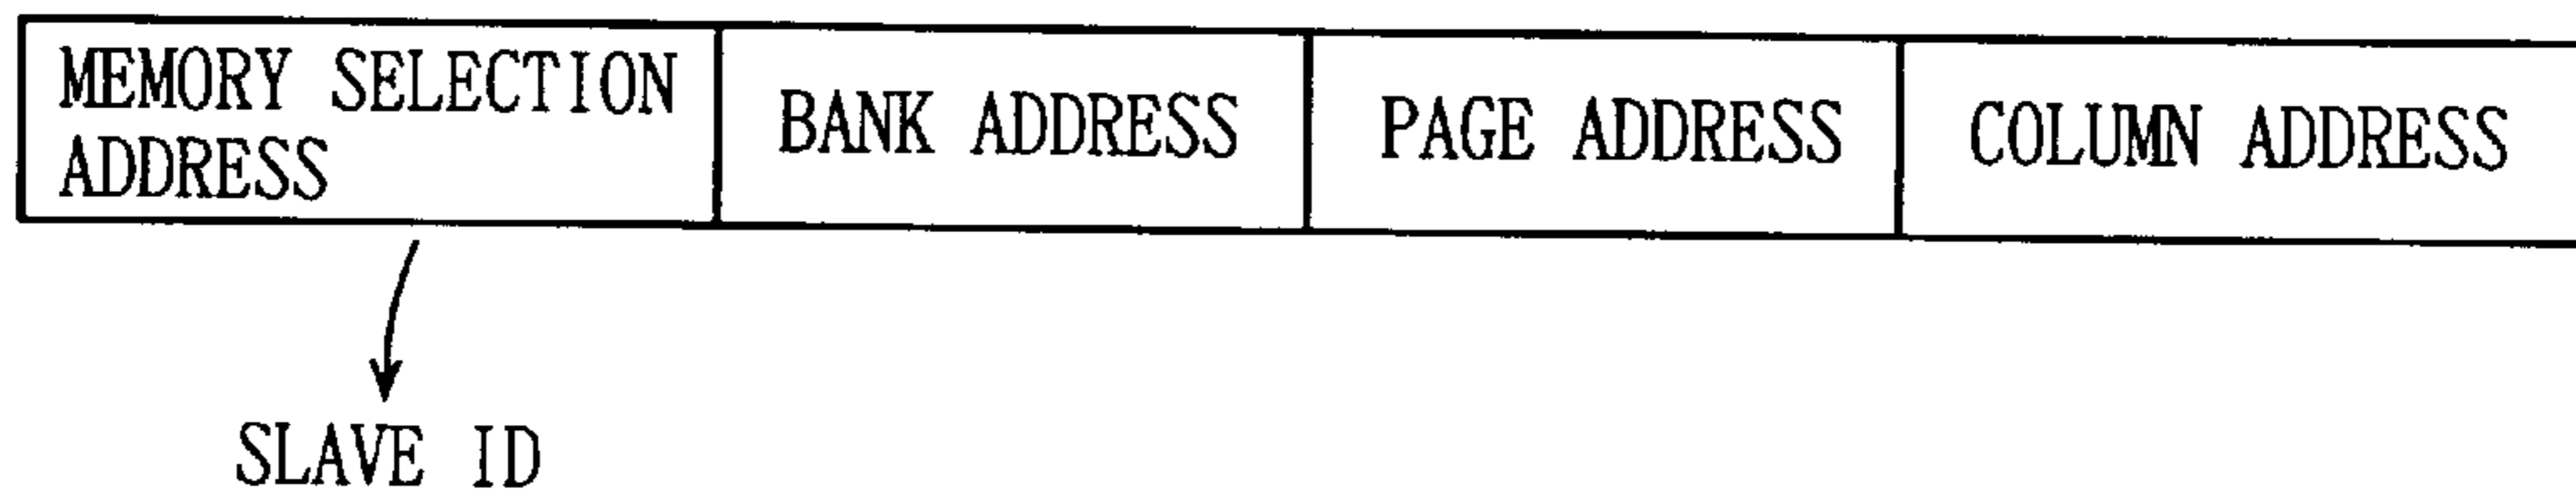 MEMORY SELECTION
ADDRESS
BANK ADDRESS
PAGE ADDRESS
COLUMN ADDRESS
SLAVE ID